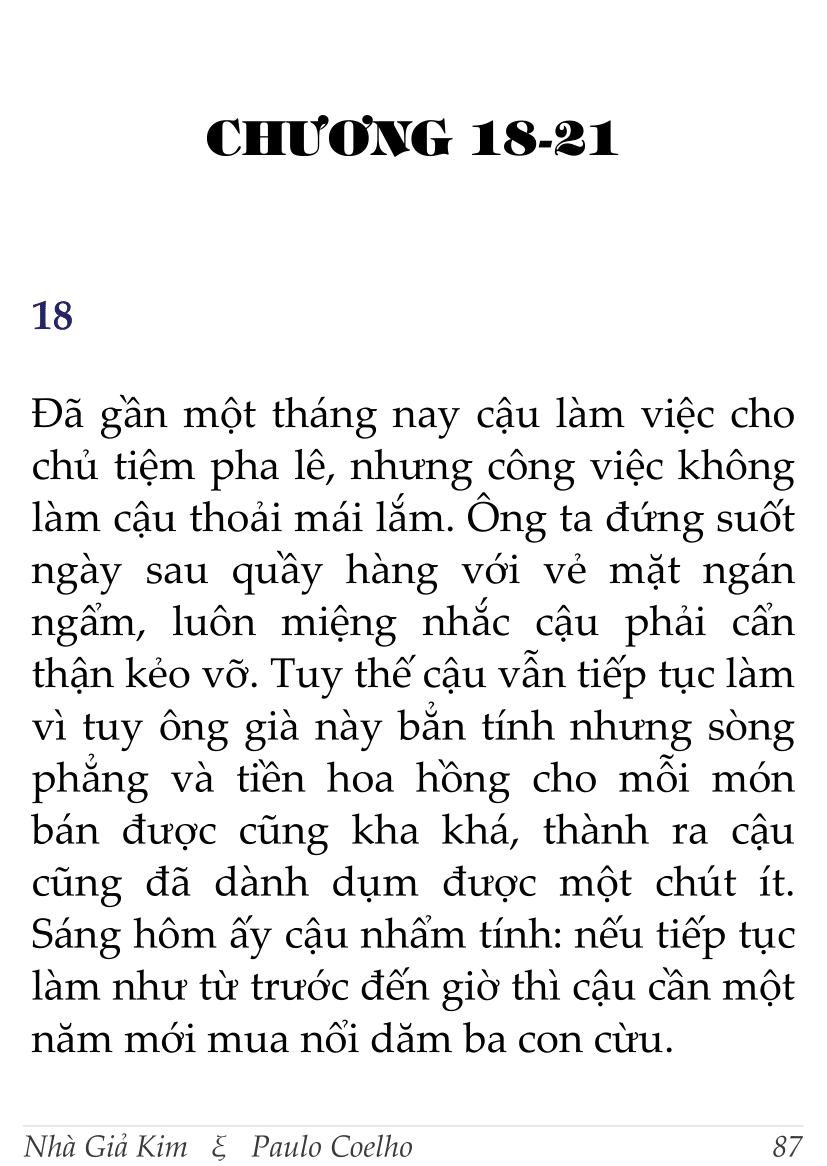 CHƯƠNG 18-21
18
Đã gần một tháng nay cậu làm việc cho
chủ tiệm pha lê, nhưng công việc không
làm cậu thoải mái lắm. Ông ta đứng suốt
ngày sau quầy hàng với vẻ mặt ngán
ngẩm, luôn miệng nhắc cậu phải cẩn
thận kẻo vỡ. Tuy thế cậu vẫn tiếp tục làm
vì tuy ông già này bẳn tính nhưng sòng
phẳng và tiền hoa hồng cho mỗi món
bán được cũng kha khá, thành ra cậu
cũng đã dành dụm được một chút ít.
Sáng hôm ấy cậu nhẩm tính: nếu tiếp tục
làm như từ trước đến giờ thì cậu cần một
năm mới mua nổi dăm ba con cừu.
Nhà Giả Kim ξ Paulo Coelho 87